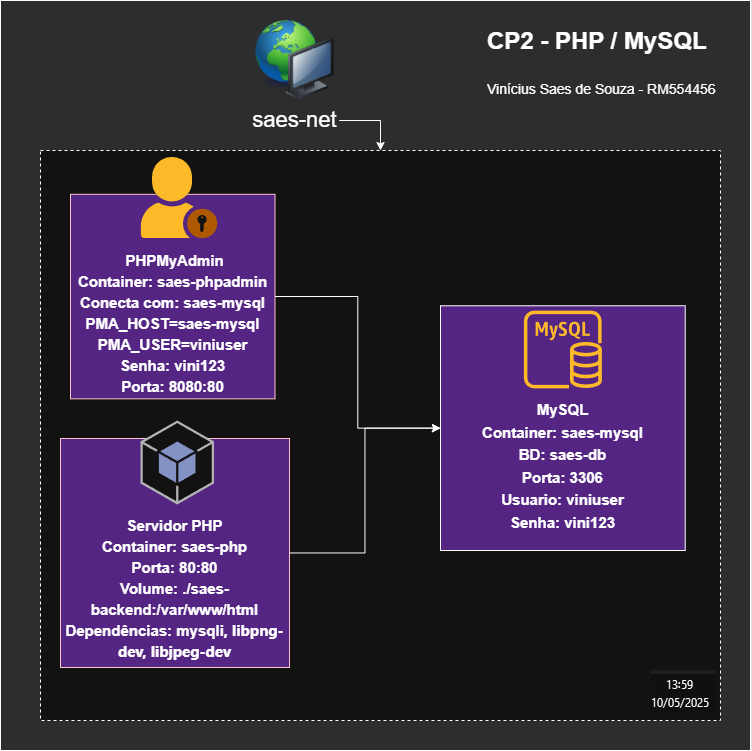 CP2 - PHP / MySQL
Vinícius Saes de Souza - RM554456
saes-net
PHPMyAdmin
Container: saes-phpadmin
Conecta com: saes-mysql
PMA_HOST=saes-mysql
PMA_USER=viniuser
Senha: vini123
Porta: 8080:80
MySQL
MySQL
Container: saes-mysql
BD: saes-db
Porta: 3306
Usuario: viniuser
Senha: vini123
Servidor PHP
Container: saes-php
Porta: 80:80
Volume: ./saes-
backend:/var/www/html
Dependências: mysqli, libpng-
dev, libjpeg-dev
13:59
10/05/2025